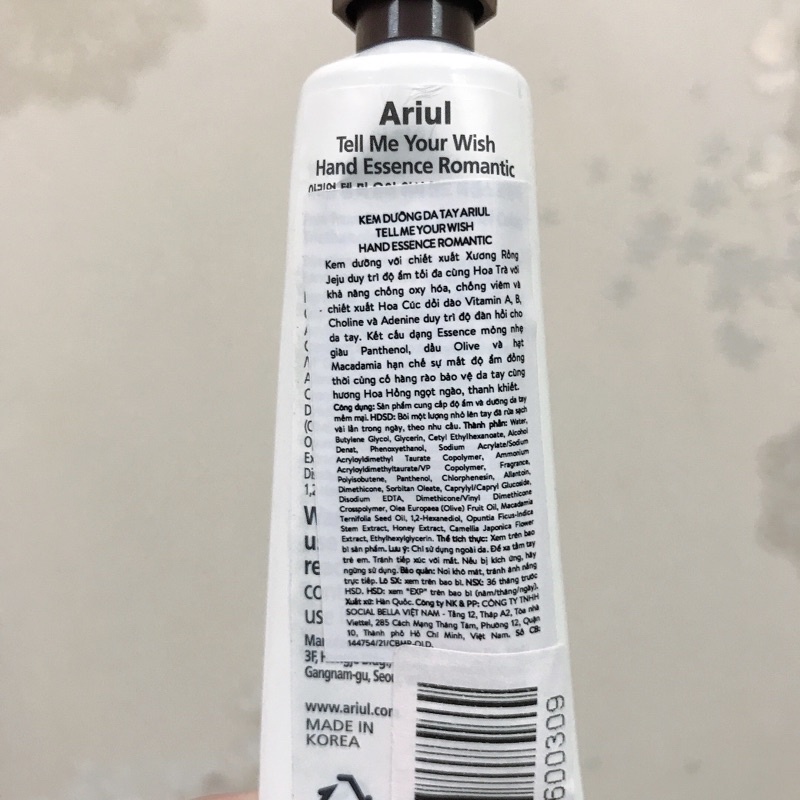 Ariul
Tell Me Your Wish
Hand Essence Romantic
KEM DƯỠNG DA TAY ARIUL
TELL ME YOUR WISH
HAND ESSENCE ROMANTIC
Kem dưỡng với chiết xuất Xương Rồng
Jeju duy trì độ ẩm tối đa cùng Hoa Trà với
khả năng chống oxy hóa, chống viêm và
chiết xuất Hoa Cúc dồi dào Vitamin A, B,
Choline và Adenine duy trì độ đàn hồi cho
da tay. Kết cấu dạng Essence mỏng nhẹ
giàu Panthenol, dầu Olive và hạt
Macadamia hạn chế sự mất độ ẩm đồng
thời củng cố hàng rào bảo vệ da tay cùng
hương Hoa Hồng ngọt ngào, thanh khiết.
Công dụng: Sản phẩm cung cấp độ ẩm và dưỡng da tay
mềm mại. HDSD: Bôi một lượng nhỏ lên tay đã rửa sạch
vài lần trong ngày, theo nhu cầu. Thành phần: Water,
Butylene Glycol, Glycerin, Cetyl Ethylhexanoate, Alcohol
Denat, Phenoxyethanol, Sodium Acrylate/Sodium
Acryloyldimethyl Taurate Copolymer, Ammonium
Acryloyldimethyltaurate/VP Copolymer, Fragrance,
Polyisobutene, Panthenol, Chlorphenesin, Allantoin,
Dimethicone, Sorbitan Oleate, Caprylyl/Capryl Glucoside,
Disodium EDTA, Dimethicone/Vinyl Dimethicone
Crosspolymer, Olea Europaea (Olive) Fruit Oil, Macadamia
Ternifolia Seed Oil, 1,2-Hexanediol, Opuntia Ficus-Indica
Stem Extract, Honey Extract, Camellia Japonica Flower
Extract, Ethylhexylglycerin. Thể tích thực: Xem trên bao
bì sản phẩm. Lưu ý: Chỉ sử dụng ngoài da. Để xa tầm tay
trẻ em. Tránh tiếp xúc với mắt. Nếu bị kích ứng, hãy
ngừng sử dụng. Bảo quản: Nơi khô mát, tránh ánh nắng
trực tiếp. Lô SX: xem trên bao bì. NSX: 36 tháng trước
HSD. HSD: xem "EXP" trên bao bì (năm/tháng/ngày).
Xuất xứ: Hàn Quốc. Công ty NK & PP: CÔNG TY TNHH
SOCIAL BELLA VIỆT NAM - Tầng 12, Tháp A2, Tòa nhà
Viettel, 285 Cách Mạng Tháng Tám, Phường 12, Quận
10, Thành phố Hồ Chí Minh, Việt Nam. Số CB:
144754/21/CBMP-QLD.
Gangnam-gu, Seou
www.ariul.cor
MADE IN
KOREA
600309